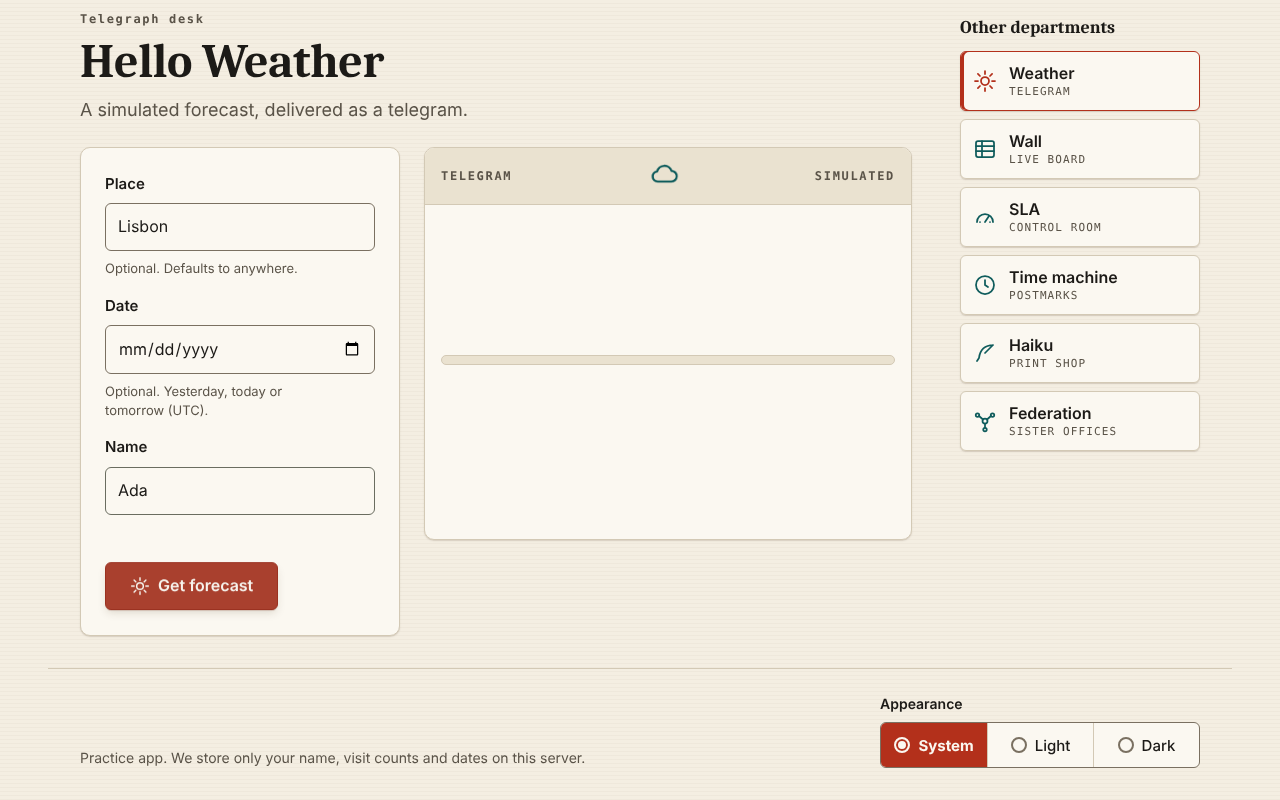 Telegraph desk
Hello Weather
A simulated forecast, delivered as a telegram.
Place
Lisbon
Optional. Defaults to anywhere.
Date
mm/dd/yyyy
Optional. Yesterday, today or
tomorrow (UTC).
Name
Ada
Get forecast
TELEGRAM
SIMULATED
Other departments
Weather
TELEGRAM
Wall
LIVE BOARD
SLA
CONTROL ROOM
Time machine
POSTMARKS
Haiku
PRINT SHOP
Federation
SISTER OFFICES
Practice app. We store only your name, visit counts and dates on this server.
Appearance
System
Light
Dark